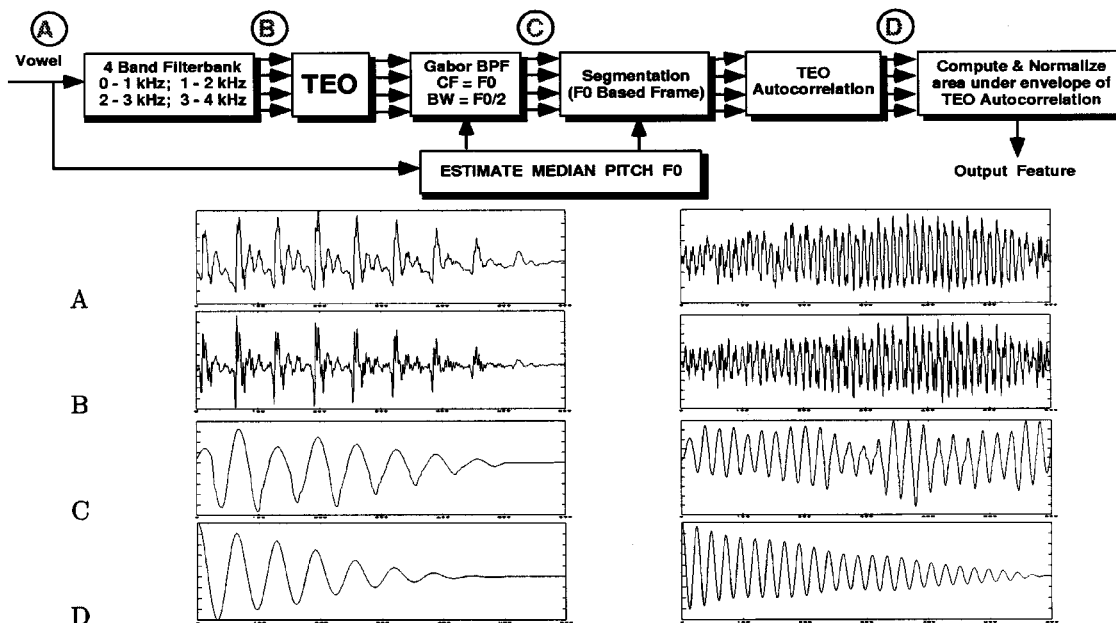 A
B
C
D
Vowel
4 Band Filterbank
0 - 1 kHz; 1 - 2 kHz
2 - 3 kHz; 3 - 4 kHz
TEO
Gabor BPF
CF = F0
BW = F0/2
Segmentation
(F0 Based Frame)
TEO
Autocorrelation
Compute & Normalize
area under envelope of
TEO Autocorrelation
ESTIMATE MEDIAN PITCH F0
Output Feature
A
B
C
D